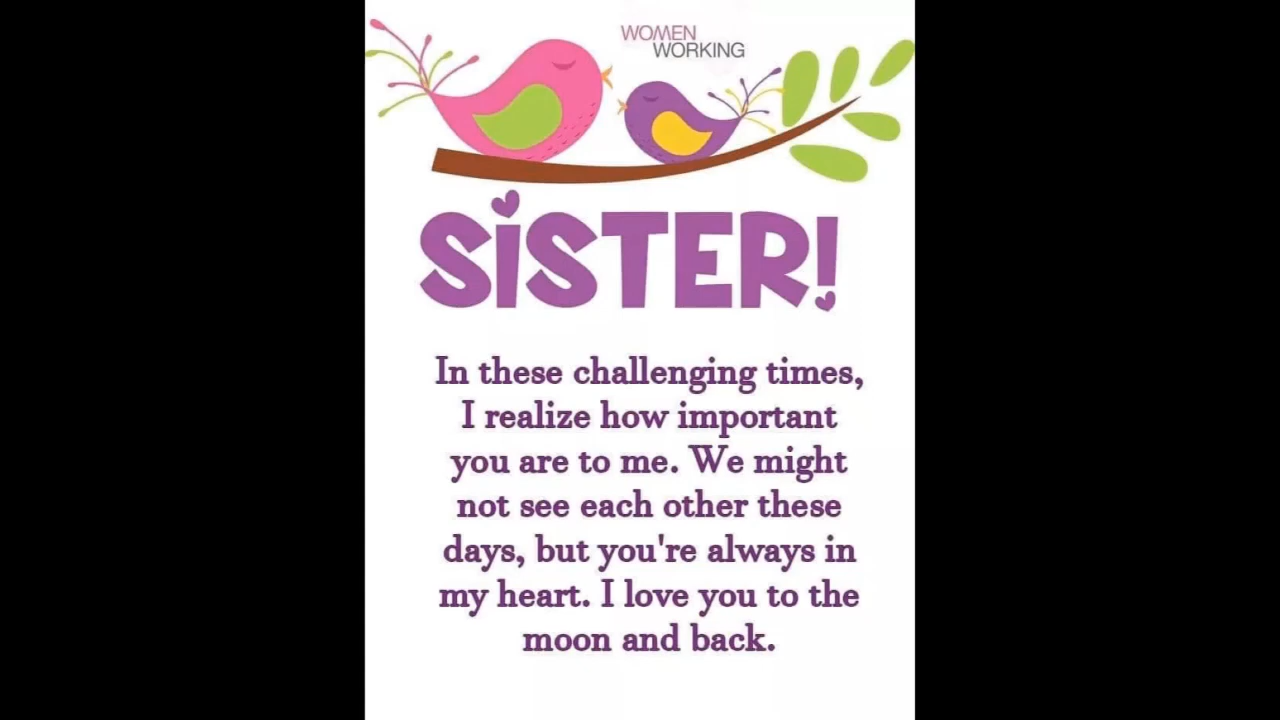 WOMEN
WORKING
SiSTER!
In these challenging times,
I realize how important
you are to me. We might
not see each other these
days, but you're always in
my heart. I love you to the
moon and back.